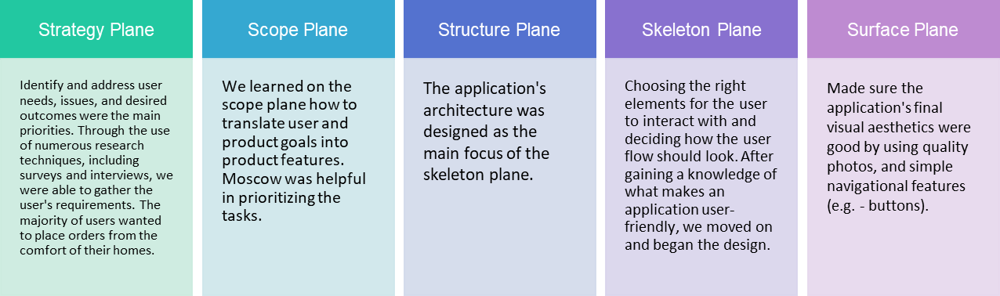 Strategy Plane
Identify and address user
needs, issues, and desired
outcomes were the main
priorities. Through the use
of numerous research
techniques, including
surveys and interviews, we
were able to gather the
user's requirements. The
majority of users wanted
to place orders from the
comfort of their homes.
Scope Plane
We learned on the
scope plane how to
translate user and
product goals into
product features.
Moscow was helpful
in prioritizing the
tasks.
Structure Plane
The application's
architecture was
designed as the
main focus of the
skeleton plane.
Skeleton Plane
Choosing the right
elements for the user
to interact with and
deciding how the user
flow should look. After
gaining a knowledge of
what makes an
application user-
friendly, we moved on
and began the design.
Surface Plane
Made sure the
application's final
visual aesthetics were
good by using quality
photos, and simple
navigational features
(e.g. - buttons).